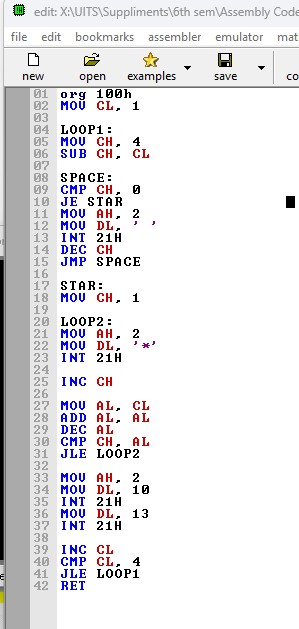 edit: X:\UITS\Suppliments\6th sem\Assembly Code
file edit bookmarks assembler emulator mat
new open examples save co
01 org 100h
02 MOV CL, 1
03
04 LOOP1:
05 MOV CH, 4
06 SUB CH, CL
07
08 SPACE:
09 CMP CH, 0
10 JE STAR
11 MOV AH, 2
12 MOV DL, ' '
13 INT 21H
14 DEC CH
15 JMP SPACE
16
17 STAR:
18 MOV CH, 1
19
20 LOOP2:
21 MOV AH, 2
22 MOV DL, '*'
23 INT 21H
24
25 INC CH
26
27 MOV AL, CL
28 ADD AL, AL
29 DEC AL
30 CMP CH, AL
31 JLE LOOP2
32
33 MOV AH, 2
34 MOV DL, 10
35 INT 21H
36 MOV DL, 13
37 INT 21H
38
39 INC CL
40 CMP CL, 4
41 JLE LOOP1
42 RET